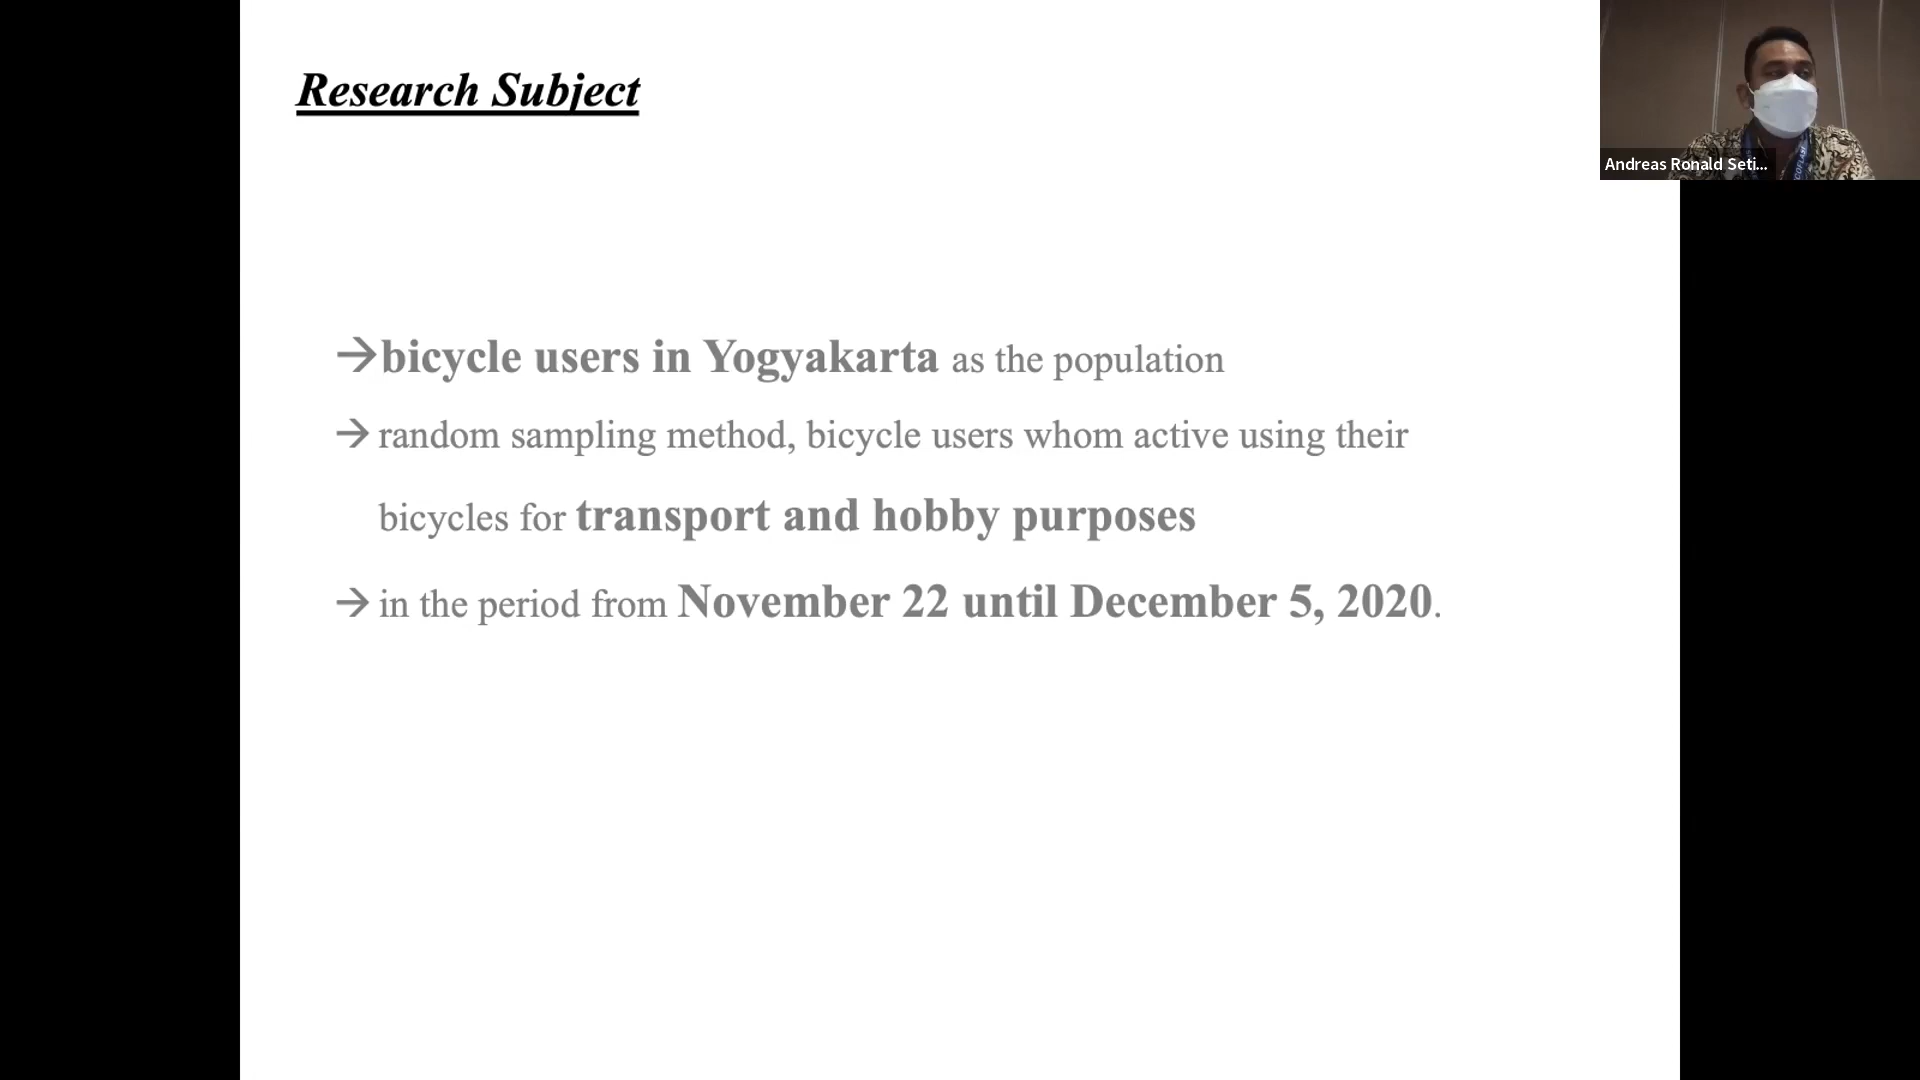 Research Subject
→bicycle users in Yogyakarta as the population
→ random sampling method, bicycle users whom active using their
bicycles for transport and hobby purposes
→ in the period from November 22 until December 5, 2020.
Andreas Ronald Seti...